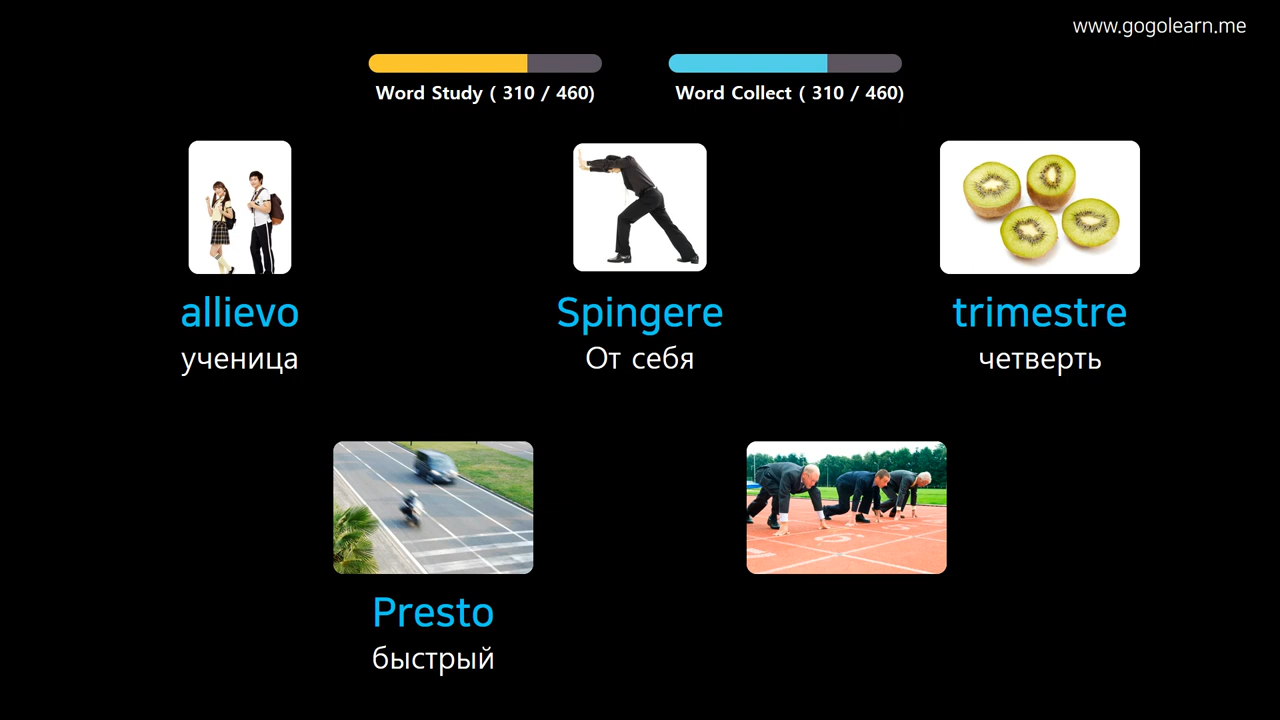 www.gogolearn.me
Word Study ( 310 / 460)
Word Collect ( 310 / 460)
allievo
ученица
Spingere
От себя
trimestre
четверть
Presto
быстрый